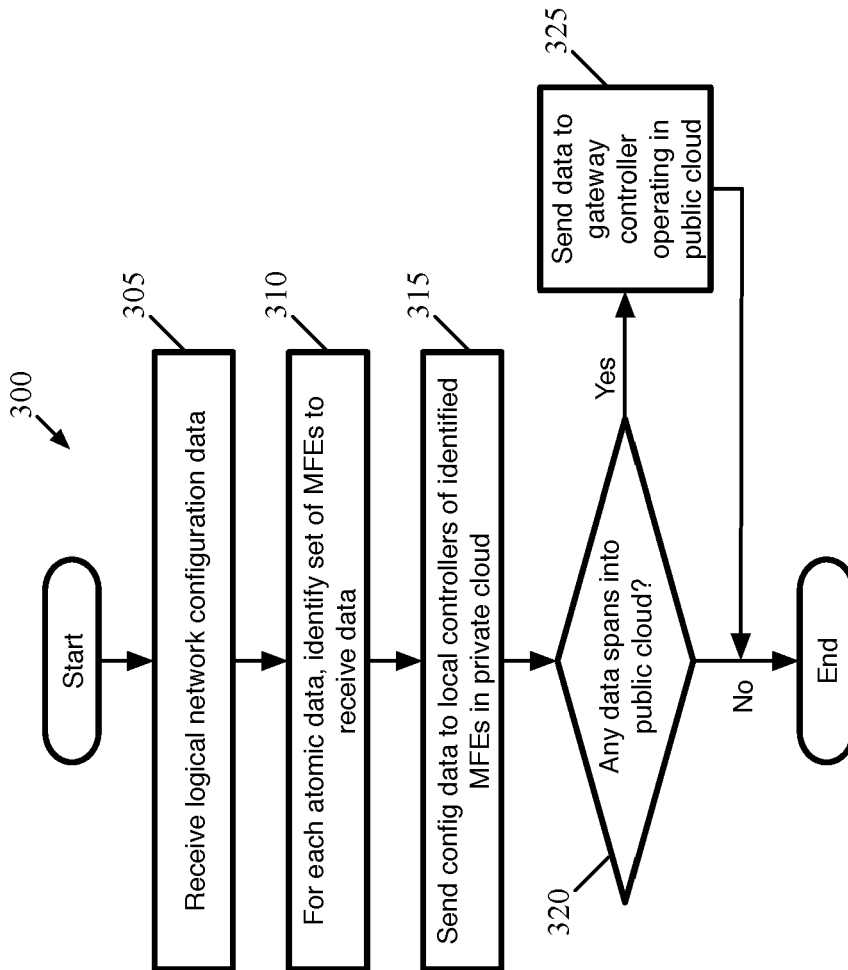 300
Start
305
Receive logical network configuration data
310
For each atomic data, identify set of MFEs to
receive data
315
Send config data to local controllers of identified
MFEs in private cloud
320
Any data spans into
public cloud?
Yes
325
Send data to
gateway
controller
operating in
public cloud
No
End